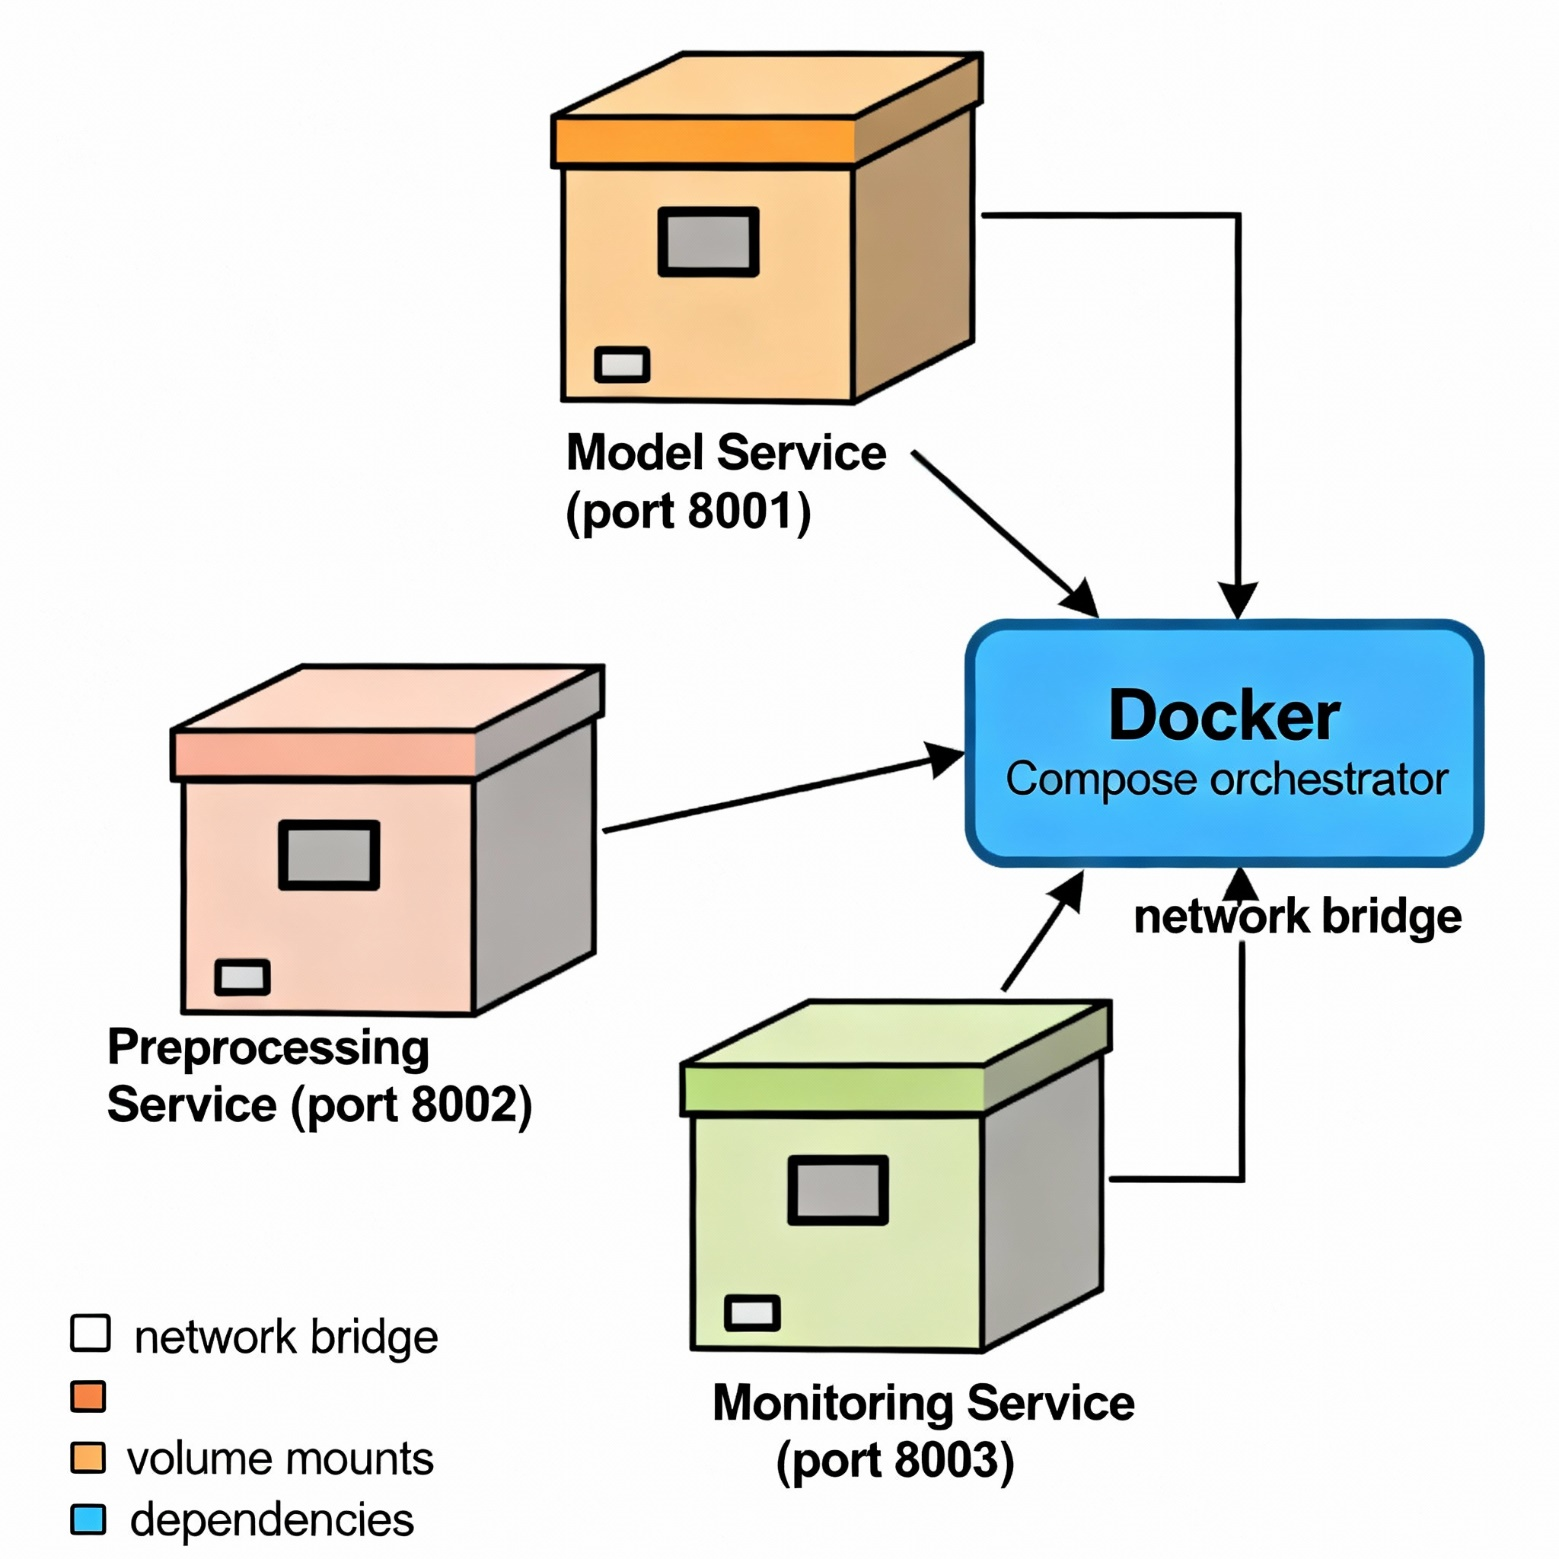 Model Service
(port 8001)
Docker
Compose orchestrator
network bridge
Preprocessing
Service (port 8002)
Monitoring Service
(port 8003)
network bridge
volume mounts
dependencies